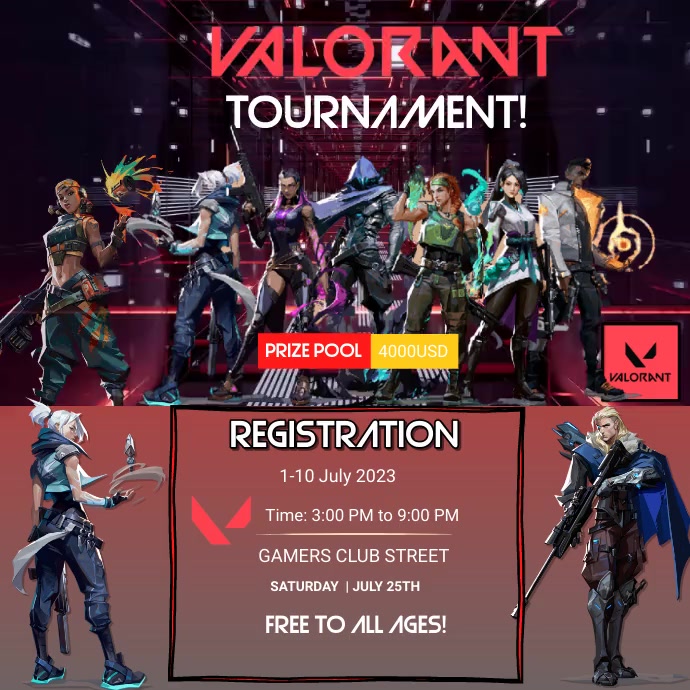 VALORANT
TOURNAMENT!
PRIZE POOL 4000USD
VALORANT
REGISTRATION
1-10 July 2023
Time: 3:00 PM to 9:00 PM
GAMERS CLUB STREET
SATURDAY | JULY 25TH
FREE TO ALL AGES!